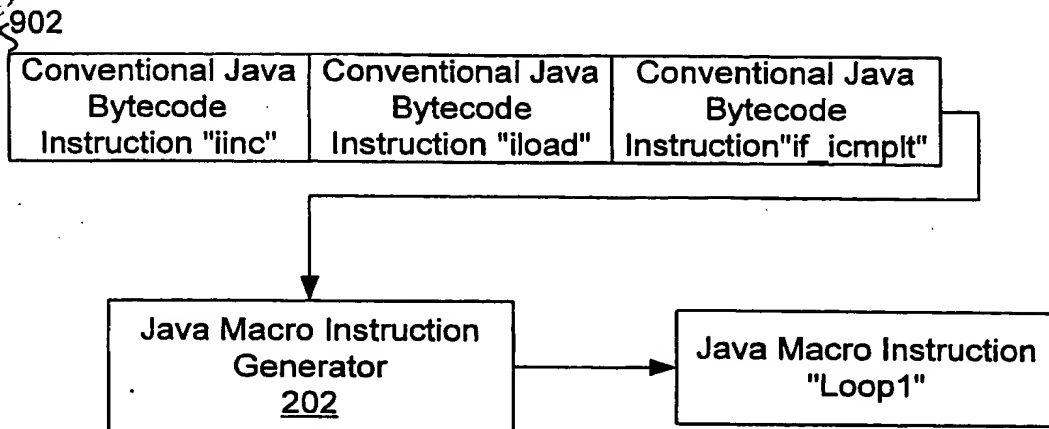 902
Conventional Java
Bytecode
Instruction "iinc"
Conventional Java
Bytecode
Instruction "iload"
Conventional Java
Bytecode
Instruction"if_icmplt"
Java Macro Instruction
Generator
202
Java Macro Instruction
"Loop1"